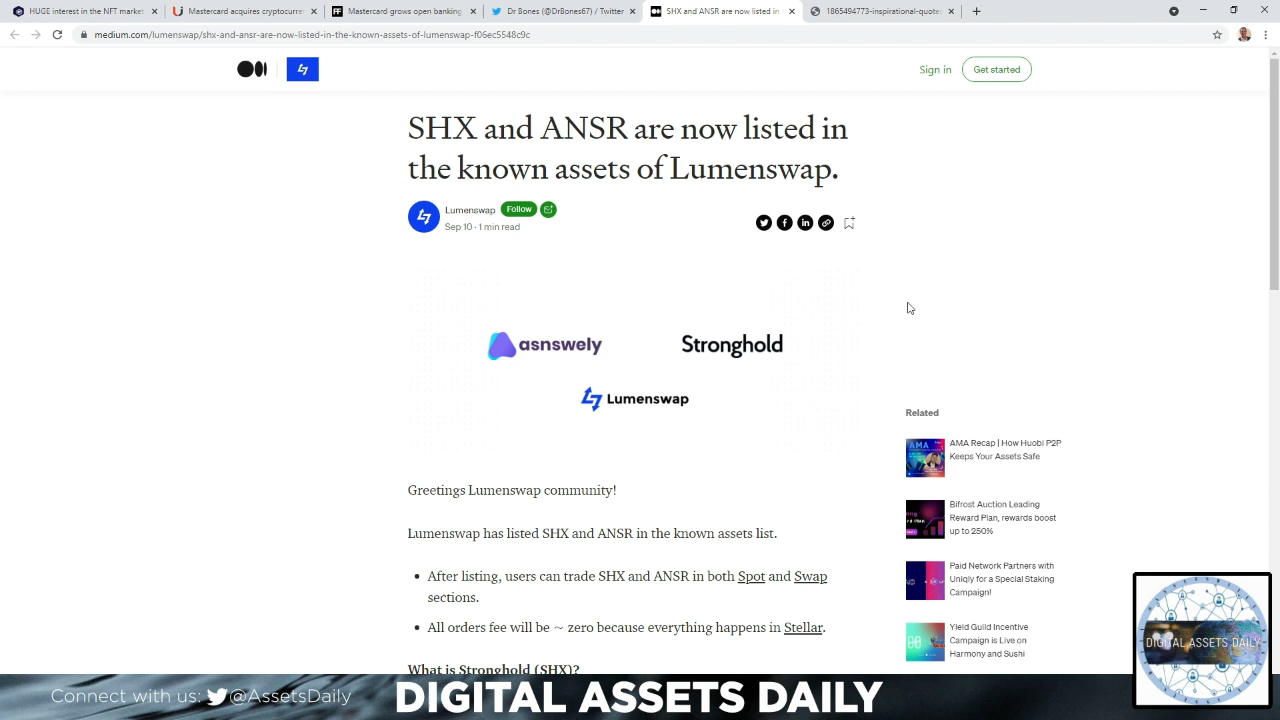 HUGE interest in the Mainnet, no
Mastercard acquires cryptocurr
Mastercard grows open banking
Dr Bones (@DrBones67) / Twitter
SHX and ANSR are now listed in
1865494773-inspirational-quote
medium.com/lumenswap/shx-and-ansr-are-now-listed-in-the-known-assets-of-lumenswap-f06ec5548c9c
Sign in
Get started
SHX and ANSR are now listed in
the known assets of Lumenswap.
Lumenswap
Follow
Sep 10 · 1 min read
asnswely
Stronghold
Lumenswap
Related
AMA Recap | How Huobi P2P
Keeps Your Assets Safe
Greetings Lumenswap community!
Bifrost Auction Leading
Reward Plan, rewards boost
up to 250%
Lumenswap has listed SHX and ANSR in the known assets list.
After listing, users can trade SHX and ANSR in both Spot and Swap
sections.
Paid Network Partners with
Uniqly for a Special Staking
Campaign!
All orders fee will be ~ zero because everything happens in Stellar.
Yield Guild Incentive
Campaign is Live on
Harmony and Sushi
What is Stronghold (SHX)?
DIGITAL ASSETS DAILY
Connect with us: @AssetsDaily
DIGITAL ASSETS DAILY